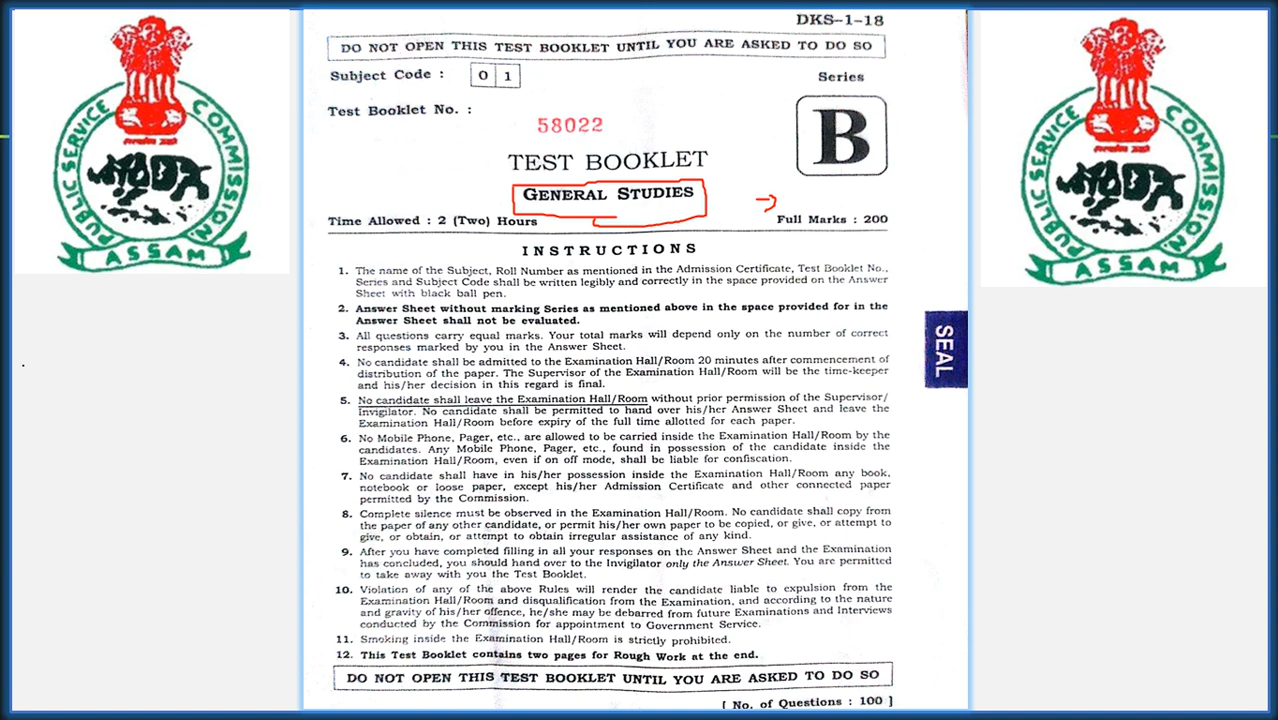 DKS-1-18
DO NOT OPEN THIS TEST BOOKLET UNTIL YOU ARE ASKED TO DO SO
Subject Code : 0 1
Series
Test Booklet No. :
58022
B
TEST BOOKLET
GENERAL STUDIES
Time Allowed : 2 (Two) Hours
Full Marks : 200
INSTRUCTIONS
1. The name of the Subject, Roll Number as mentioned in the Admission Certificate, Test Booklet No.,
Series and Subject Code shall be written legibly and correctly in the space provided on the Answer
Sheet with black ball pen.
2. Answer Sheet without marking Series as mentioned above in the space provided for in the
Answer Sheet shall not be evaluated.
3. All questions carry equal marks. Your total marks will depend only on the number of correct
responses marked by you in the Answer Sheet.
4. No candidate shall be admitted to the Examination Hall/Room 20 minutes after commencement of
distribution of the paper. The Supervisor of the Examination Hall/Room will be the time-keeper
and his/her decision in this regard is final.
5. No candidate shall leave the Examination Hall/Room without prior permission of the Supervisor/
Invigilator. No candidate shall be permitted to hand over his/her Answer Sheet and leave the
Examination Hall/Room before expiry of the full time allotted for each paper.
6. No Mobile Phone, Pager, etc., are allowed to be carried inside the Examination Hall/Room by the
candidates. Any Mobile Phone, Pager, etc., found in possession of the candidate inside the
Examination Hall/Room, even if on off mode, shall be liable for confiscation.
7. No candidate shall have in his/her possession inside the Examination Hall/Room any book,
notebook or loose paper, except his/her Admission Certificate and other connected paper
permitted by the Commission.
8. Complete silence must be observed in the Examination Hall/Room. No candidate shall copy from
the paper of any other candidate, or permit his/her own paper to be copied, or give, or attempt to
give, or obtain, or attempt to obtain irregular assistance of any kind.
9. After you have completed filling in all your responses on the Answer Sheet and the Examination
has concluded, you should hand over to the Invigilator only the Answer Sheet. You are permitted
to take away with you the Test Booklet.
10. Violation of any of the above Rules will render the candidate liable to expulsion from the
Examination Hall/Room and disqualification from the Examination, and according to the nature
and gravity of his/her offence, he/she may be debarred from future Examinations and Interviews
conducted by the Commission for appointment to Government Service.
11. Smoking inside the Examination Hall/Room is strictly prohibited.
12. This Test Booklet contains two pages for Rough Work at the end.
DO NOT OPEN THIS TEST BOOKLET UNTIL YOU ARE ASKED TO DO SO
[ No. of Questions : 100 ]
SEAL
PUBLIC SERVICE COMMISSION,
ASSAM
PUBLIC SERVICE COMMISSION,
ASSAM